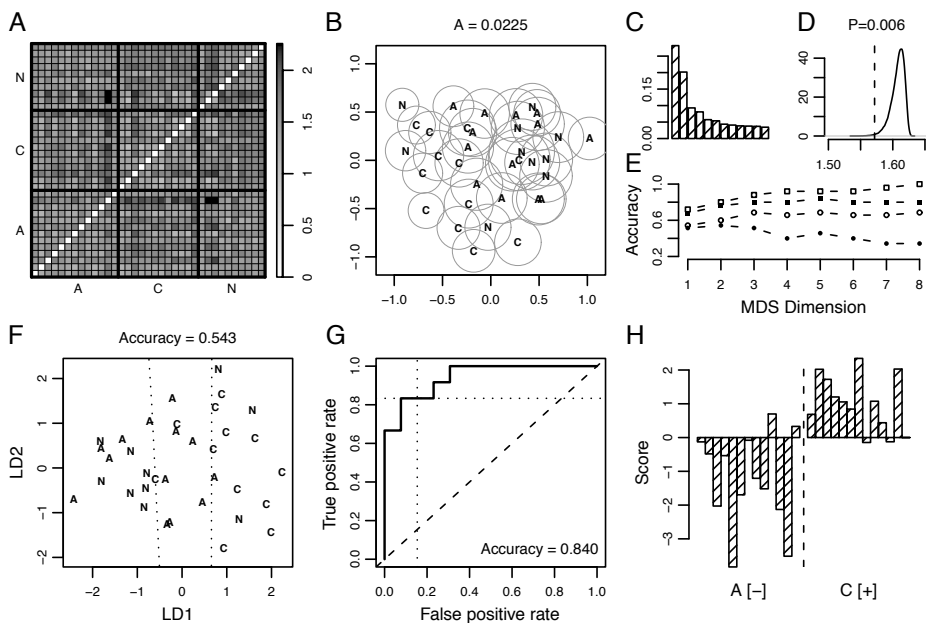 A
B
C
D
A = 0.0225
P=0.006
N
C
A
A C N
0 0.5 1 1.5 2
−1.0 −0.5 0.0 0.5 1.0
−1.0 −0.5 0.0 0.5 1.0
0.00 0.15
0 20 40
1.50 1.60
E
Accuracy
0.2 0.6 1.0
1 2 3 4 5 6 7 8
MDS Dimension
F
G
H
Accuracy = 0.543
LD2
−2 −1 0 1 2
−2 −1 0 1 2
LD1
True positive rate
0.0 0.2 0.4 0.6 0.8 1.0
Accuracy = 0.840
0.0 0.2 0.4 0.6 0.8 1.0
False positive rate
Score
2
1
0
−1
−2
−3
A [−] C [+]